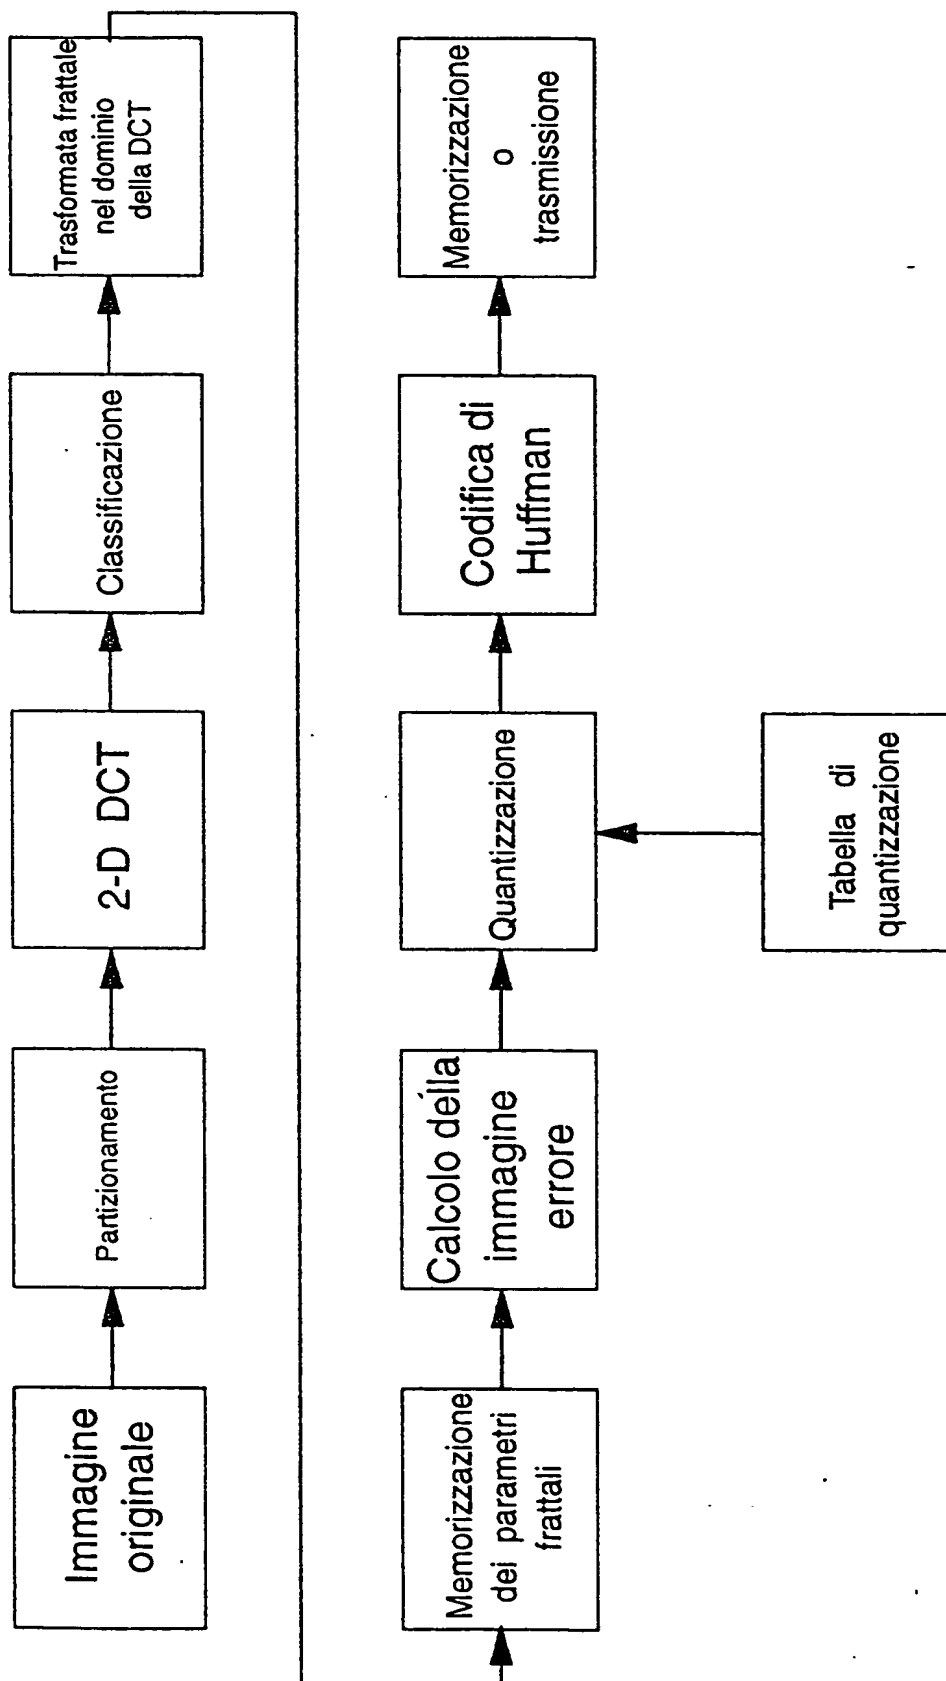 Immagine
originale
Partizionamento
2-D DCT
Classificazione
Trasformata frattale
nel dominio
della DCT
Memorizzazione
dei parametri
frattali
Calcolo della
immagine
errore
Quantizzazione
Codifica di
Huffman
Memorizzazione
o
trasmissione
Tabella di
quantizzazione